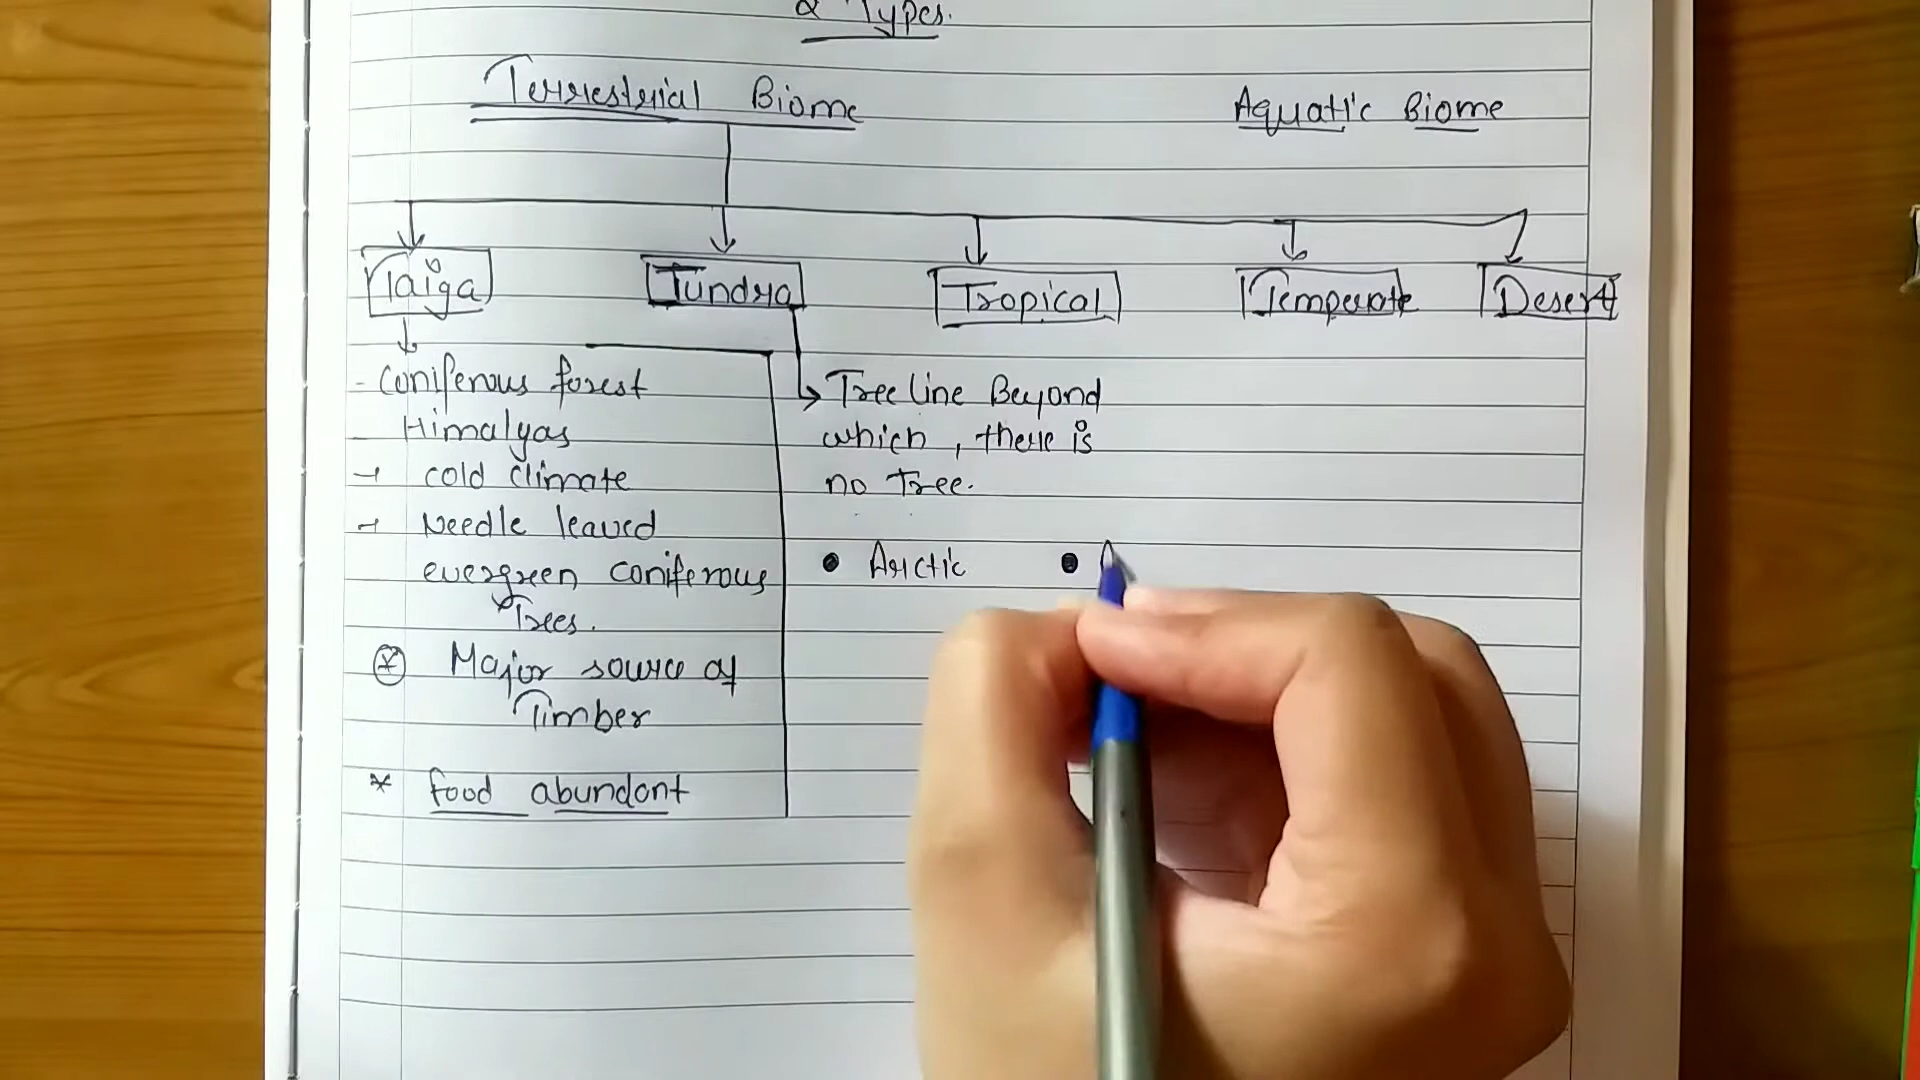 2 Types.
Terrestrial Biome
Aquatic Biome
Taiga
Tundra
Tropical
Temperate
Desert
- Coniferous forest
Himalyas
→ cold climate
→ Needle leaved
evergreen coniferous
Trees.
* Major source of
Timber
* food abundant
Tree line Beyond
which, there is
no Tree.
• Arctic
• A